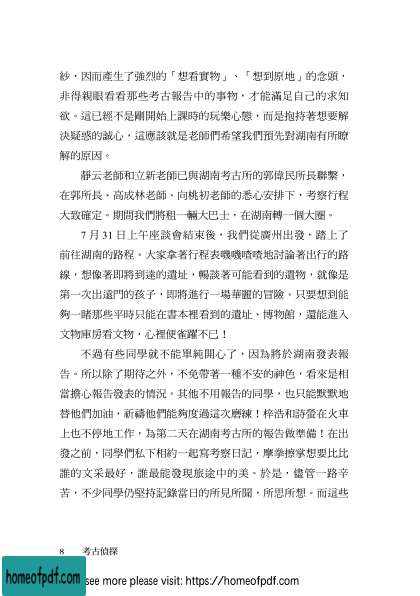 紗，因而產生了強烈的「想看實物」、「想到原地」的念頭，
非得親眼看看那些考古報告中的事物，才能滿足自己的求知
欲。這已經不是剛開始上課時的玩樂心態，而是抱持著想要解
決疑惑的誠心，這應該就是老師們希望我們預先對湖南有所瞭
解的原因。
靜云老師和立新老師已與湖南考古所的郭偉民所長聯繫，
在郭所長、高成林老師、向桃初老師的悉心安排下，考察行程
大致確定。期間我們將租一輛大巴士，在湖南轉一個大圈。
7 月 31 日上午座談會結束後，我們從廣州出發，踏上了
前往湖南的路程。大家拿著行程表嘰嘰喳喳地討論著出行的路
線，想像著即將到達的遺址，暢談著可能看到的遺物，就像是
第一次出遠門的孩子，即將進行一場華麗的冒險。只要想到能
夠一睹那些平時只能在書本裡看到的遺址、博物館，還能進入
文物庫房看文物，心裡便雀躍不已！
不過有些同學就不能單純開心了，因為將於湖南發表報
告。所以除了期待之外，不免帶著一種不安的神色，看來是相
當擔心報告發表的情況。其他不用報告的同學，也只能默默地
替他們加油，祈禱他們能夠度過這次磨練！梓浩和詩螢在火車
上也不停地工作，為第二天在湖南考古所的報告做準備！在出
發之前，同學們私下相約一起寫考察日記，摩拳擦掌想要比比
誰的文采最好，誰最能發現旅途中的美。於是，儘管一路辛
苦，不少同學仍堅持記錄當日的所見所聞，所思所想。而這些
8 考古偵探
homeofpdf.com
see more please visit: https://homeofpdf.com